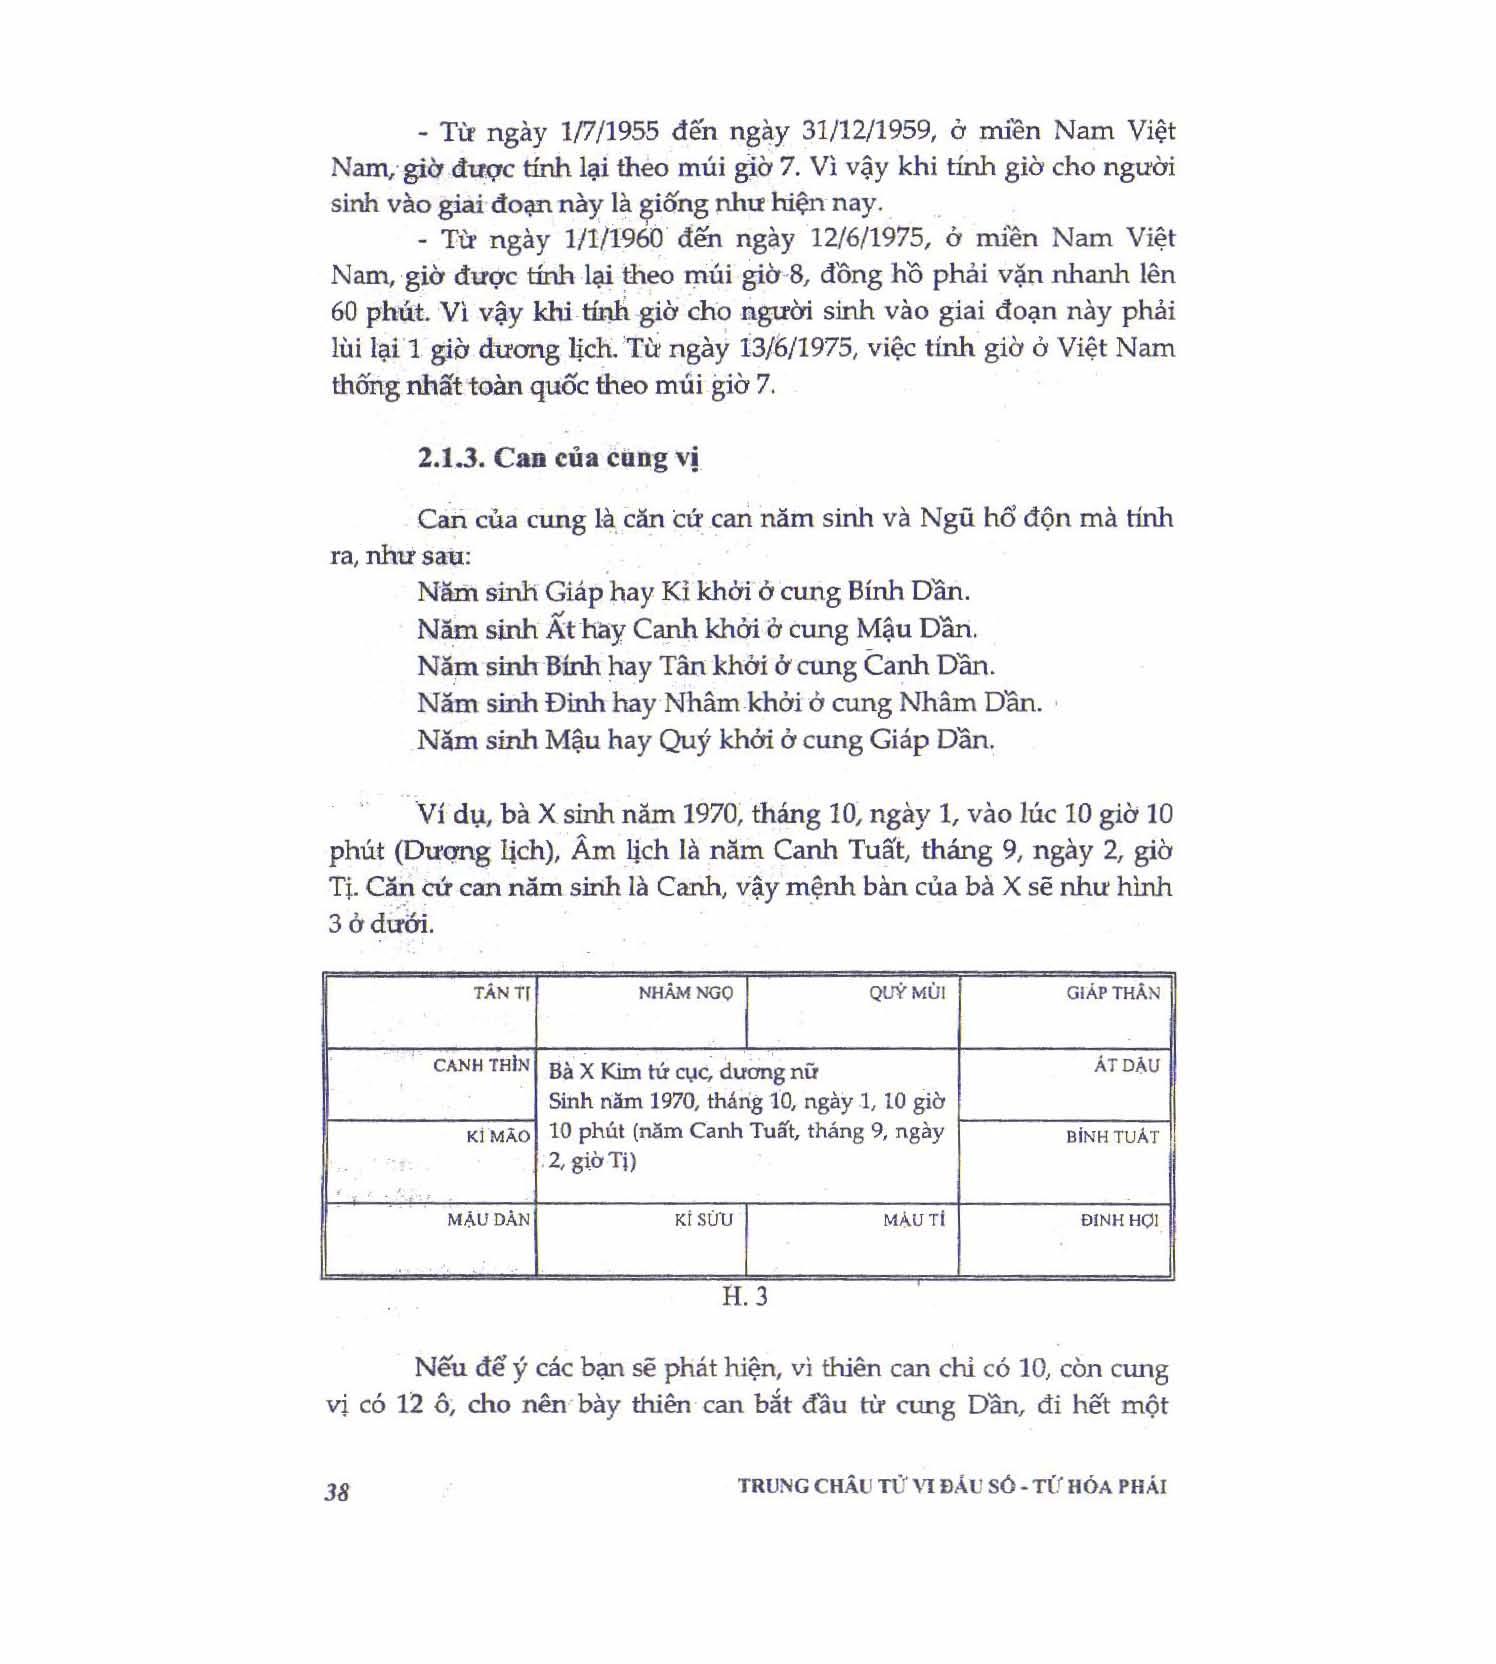 - Từ ngày 1/7/1955 đến ngày 31/12/1959, ở miền Nam Việt
Nam, giờ được tính lại theo múi giờ 7. Vì vậy khi tính giờ cho người
sinh vào giai đoạn này là giống như hiện nay.
- Từ ngày 1/1/1960 đến ngày 12/6/1975, ở miền Nam Việt
Nam, giờ được tính lại theo múi giờ 8, đồng hồ phải vặn nhanh lên
60 phút. Vì vậy khi tính giờ cho người sinh vào giai đoạn này phải
lùi lại 1 giờ dương lịch. Từ ngày 13/6/1975, việc tính giờ ở Việt Nam
thống nhất toàn quốc theo múi giờ 7.
2.1.3. Can của cung vị
Can của cung là căn cứ can năm sinh và Ngũ hổ độn mà tính
ra, như sau:
Năm sinh Giáp hay Kỉ khởi ở cung Bính Dần.
Năm sinh Ất hay Canh khởi ở cung Mậu Dần.
Năm sinh Bính hay Tân khởi ở cung Canh Dần.
Năm sinh Đinh hay Nhâm khởi ở cung Nhâm Dần.
Năm sinh Mậu hay Quý khởi ở cung Giáp Dần.
Ví dụ, bà X sinh năm 1970, tháng 10, ngày 1, vào lúc 10 giờ 10
phút (Dương lịch), Âm lịch là năm Canh Tuất, tháng 9, ngày 2, giờ
Tị. Căn cứ can năm sinh là Canh, vậy mệnh bàn của bà X sẽ như hình
3 ở dưới.
TÂN TỊ NHÂM NGỌ QUÝ MÙI GIÁP THÂN
CANH THÌN ẤT DẬU
Bà X Kim tứ cục, dương nữ
Sinh năm 1970, tháng 10, ngày 1, 10 giờ
10 phút (năm Canh Tuất, tháng 9, ngày
2, giờ Tị)
KỈ MÃO BÍNH TUẤT
MẬU DẦN KỈ SỬU MẬU TÍ ĐINH HỢI
H. 3
Nếu để ý các bạn sẽ phát hiện, vì thiên can chỉ có 10, còn cung
vị có 12 ô, cho nên bày thiên can bắt đầu từ cung Dần, đi hết một
38 TRUNG CHÂU TỬ VI ĐẨU SỐ - TỨ HÓA PHÁI